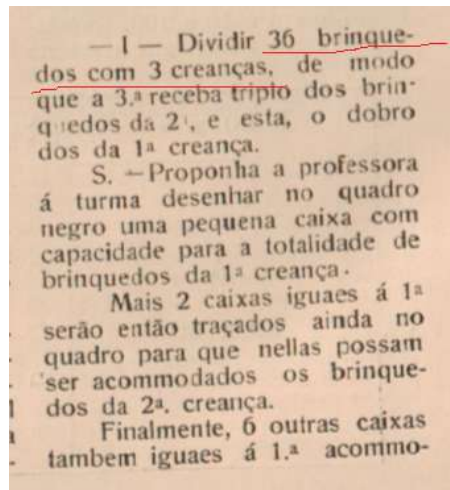 — I — Dividir 36 brinque-
dos com 3 creanças, de modo
que a 3.ª receba triplo dos brin-
quedos da 2ª, e esta, o dobro
dos da 1ª creança.
S. —Proponha a professora
á turma desenhar no quadro
negro uma pequena caixa com
capacidade para a totalidade de
brinquedos da 1ª creança.
Mais 2 caixas iguaes á 1ª
serão então traçados ainda no
quadro para que nellas possam
ser acommodados os brinque-
dos da 2ª. creança.
Finalmente, 6 outras caixas
tambem iguaes á 1.ª acommo-